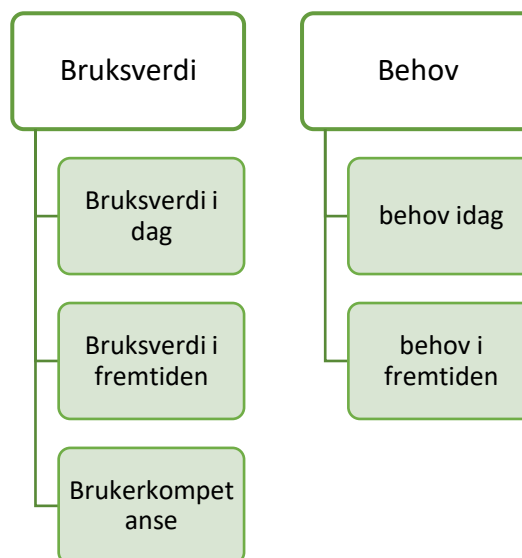 Bruksverdi
Bruksverdi i
dag
Bruksverdi i
fremtiden
Brukerkompet
anse
Behov
behov idag
behov i
fremtiden